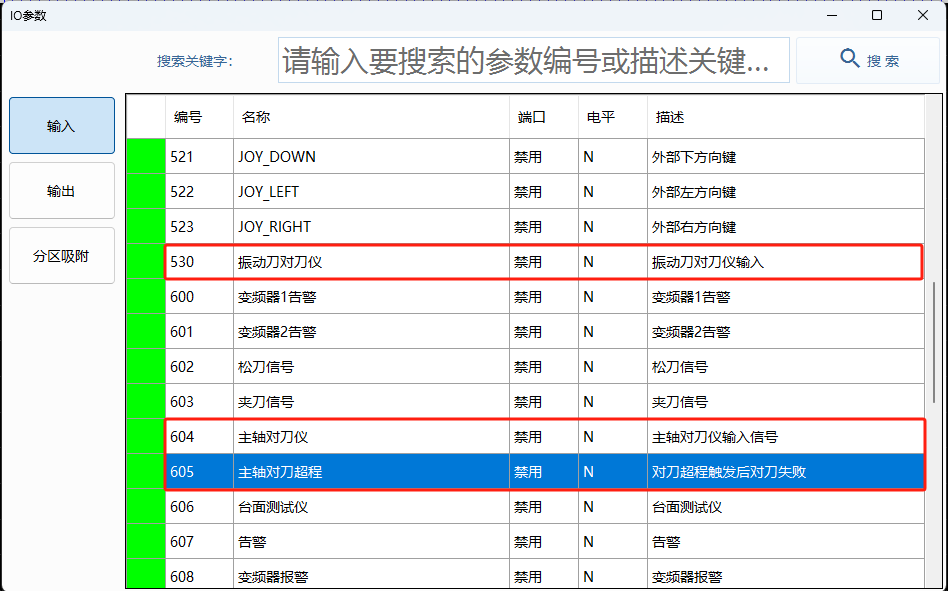 IO参数
搜索关键字：
请输入要搜索的参数编号或描述关键...
搜 索
输入
输出
分区吸附
编号 名称 端口 电平 描述
521 JOY_DOWN 禁用 N 外部下方向键
522 JOY_LEFT 禁用 N 外部左方向键
523 JOY_RIGHT 禁用 N 外部右方向键
530 振动刀对刀仪 禁用 N 振动刀对刀仪输入
600 变频器1告警 禁用 N 变频器1告警
601 变频器2告警 禁用 N 变频器2告警
602 松刀信号 禁用 N 松刀信号
603 夹刀信号 禁用 N 夹刀信号
604 主轴对刀仪 禁用 N 主轴对刀仪输入信号
605 主轴对刀超程 禁用 N 对刀超程触发后对刀失败
606 台面测试仪 禁用 N 台面测试仪
607 告警 禁用 N 告警
608 变频器报警 禁用 N 变频器报警